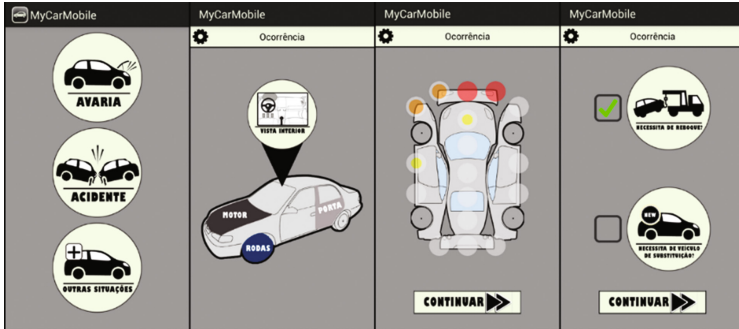 MyCarMobile
AVARIA
ACIDENTE
OUTRAS SITUAÇÕES
MyCarMobile
Ocorrência
VISTA INTERIOR
MOTOR
PORTA
RODAS
MyCarMobile
Ocorrência
CONTINUAR
MyCarMobile
Ocorrência
NECESSITA DE REBOQUE?
NEW
NECESSITA DE VEICULO
DE SUBSTITUIÇÃO?
CONTINUAR